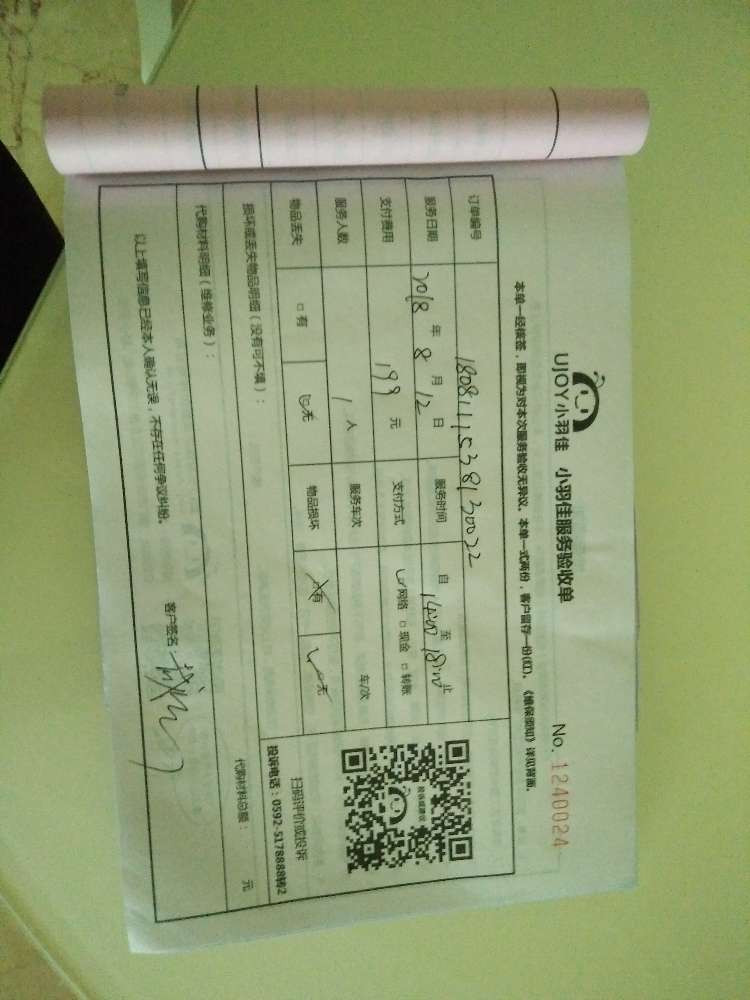 UJOY小羽佳 小羽佳服务验收单 No. 1240024
本单一经核签，即视为对本次服务验收无异议。本单一式两份，客户留存一份(红)。《维保须知》详见背面。
订单编号 1808111538130022
服务日期 2018 年 8 月 12 日 服务时间 自 14:00 至 18:00 止
支付费用 199 元 支付方式 网络 □ 现金 □ 转账
服务人数 1 人 服务车次 车/次
物品丢失 □ 有 无 物品损坏 □ 有 □ 无
损坏或丢失物品明细（没有可不填）：
扫码评价或投诉
投诉电话：0592-5178888转2
代购材料明细（维修业务）： 代购材料总额： 元
以上填写信息已经本人确认无误，不存在任何争议纠纷。
客户签名：